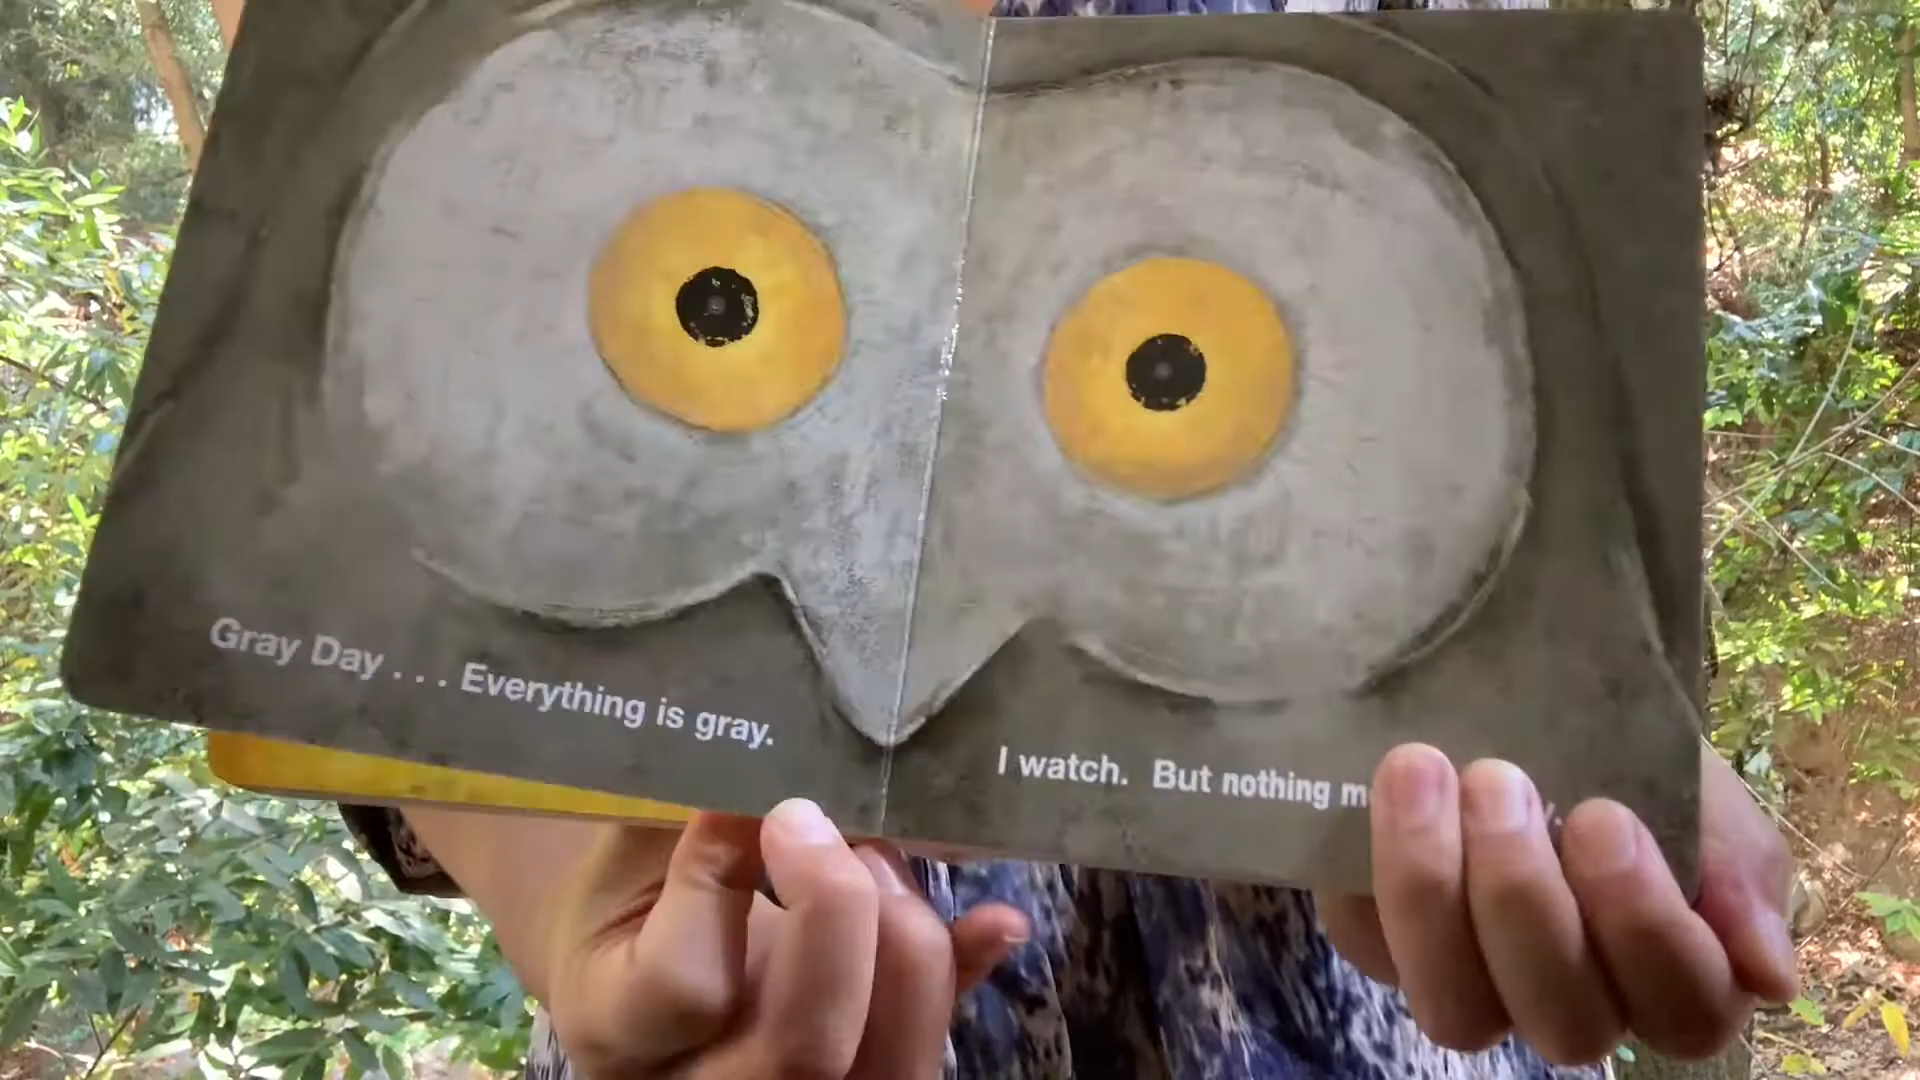 Gray Day . . . Everything is gray.
I watch. But nothing